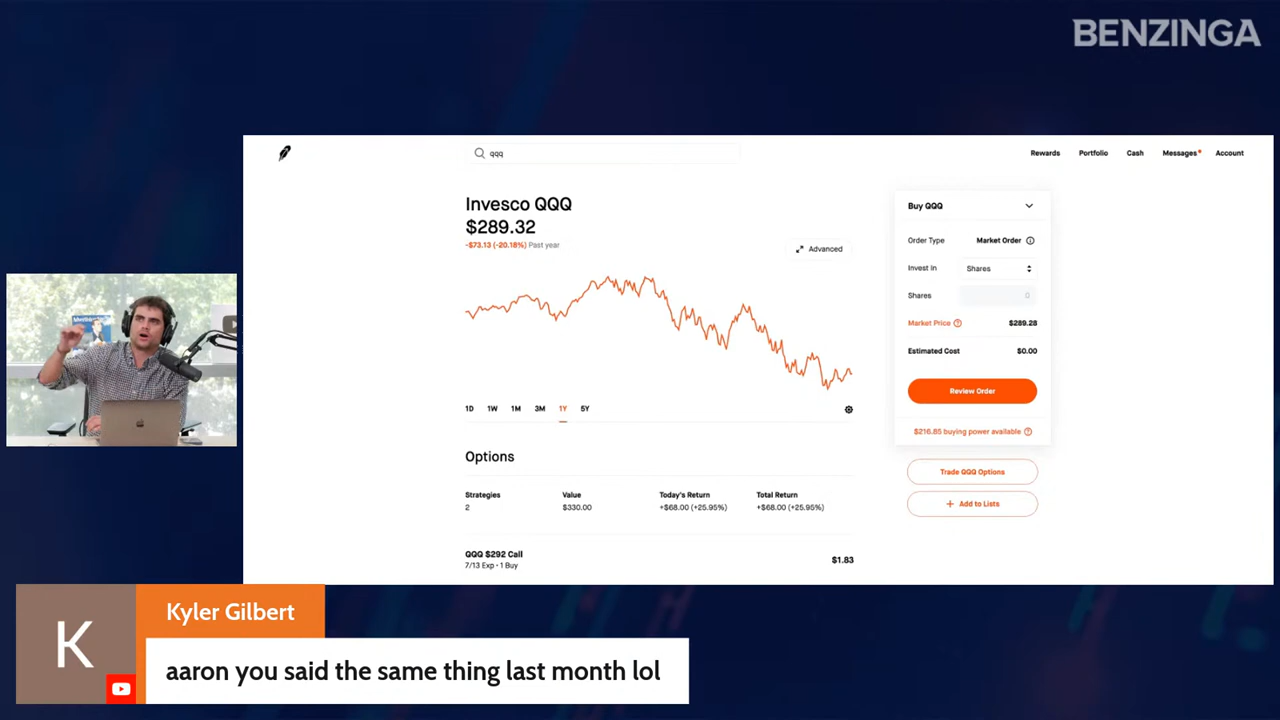 BENZINGA
qqq
Rewards
Portfolio
Cash
Messages
Account
Invesco QQQ
$289.32
-$73.13 (-20.18%) Past year
Advanced
1D
1W
1M
3M
1Y
5Y
Options
Strategies
Value
Today's Return
Total Return
2
$330.00
+$68.00 (+25.95%)
+$68.00 (+25.95%)
QQQ $292 Call
$1.83
7/13 Exp · 1 Buy
Buy QQQ
Order Type
Market Order
Invest in
Shares
Shares
0
Market Price
$289.28
Estimated Cost
$0.00
Review Order
$216.85 buying power available
Trade QQQ Options
+ Add to Lists
K
Kyler Gilbert
aaron you said the same thing last month lol